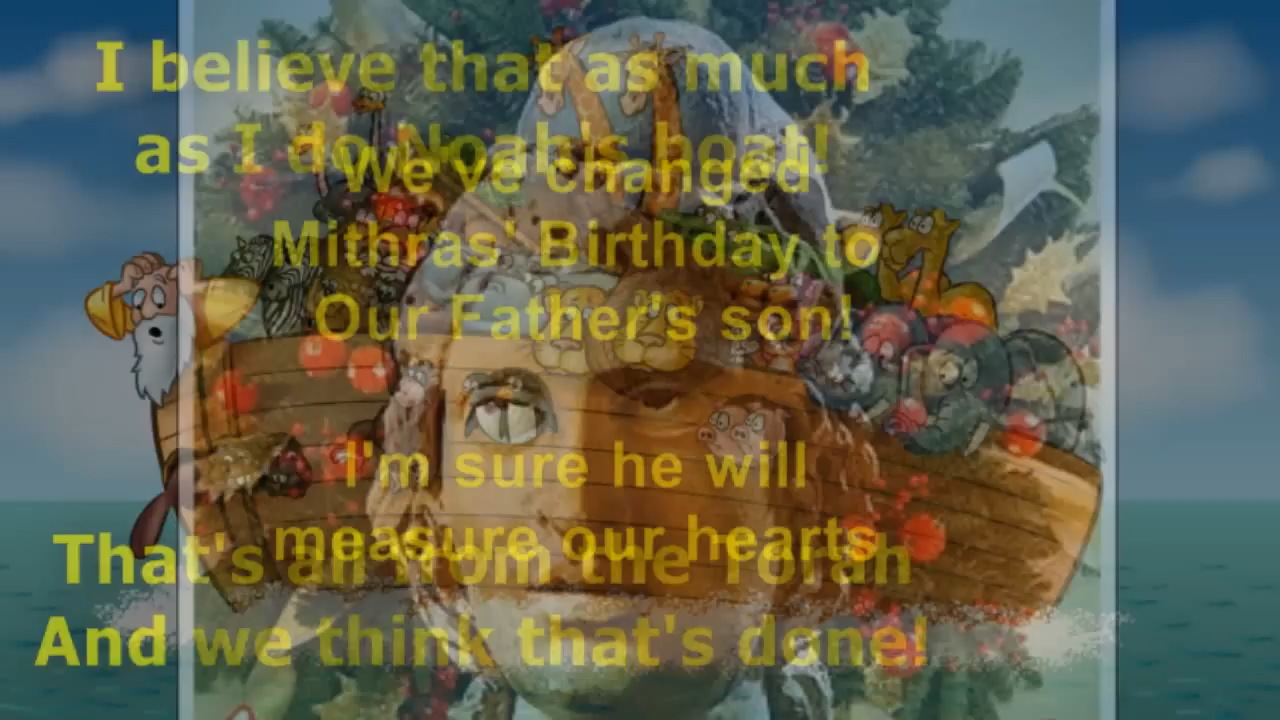 I believe that as much
as I do Noah's boat!
We've changed
Mithras' Birthday to
Our Father's son!
I'm sure he will
measure our hearts
That's all from the Torah
And we think that's done!